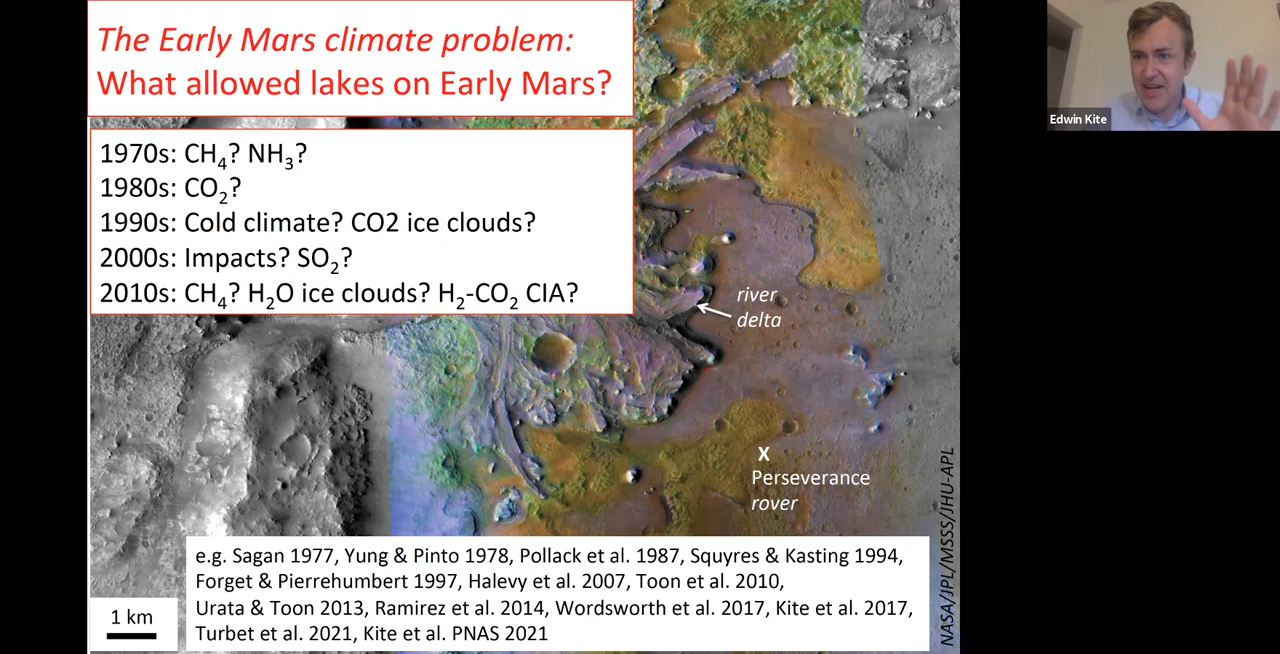 The Early Mars climate problem:
What allowed lakes on Early Mars?
1970s: CH₄? NH₃?
1980s: CO₂?
1990s: Cold climate? CO2 ice clouds?
2000s: Impacts? SO₂?
2010s: CH₄? H₂O ice clouds? H₂-CO₂ CIA?
river
delta
X
Perseverance
rover
NASA/JPL/MSSS/JHU-APL
e.g. Sagan 1977, Yung & Pinto 1978, Pollack et al. 1987, Squyres & Kasting 1994,
Forget & Pierrehumbert 1997, Halevy et al. 2007, Toon et al. 2010,
Urata & Toon 2013, Ramirez et al. 2014, Wordsworth et al. 2017, Kite et al. 2017,
Turbet et al. 2021, Kite et al. PNAS 2021
1 km
Edwin Kite